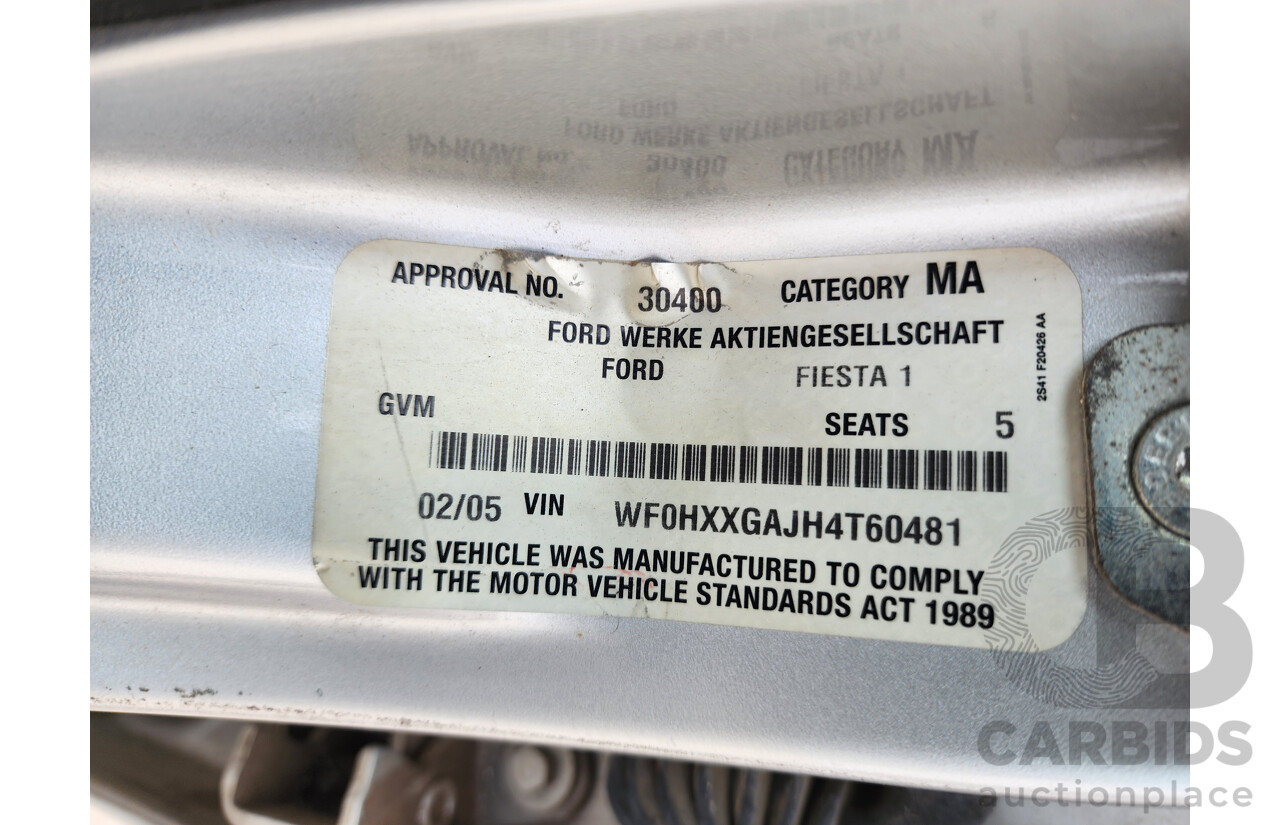 APPROVAL NO. 30400 CATEGORY MA
FORD WERKE AKTIENGESELLSCHAFT
FORD FIESTA 1
GVM
SEATS 5
2S41 F20426 AA
02/05 VIN WF0HXXGAJH4T60481
THIS VEHICLE WAS MANUFACTURED TO COMPLY
WITH THE MOTOR VEHICLE STANDARDS ACT 1989
CARBIDS
auctionplace